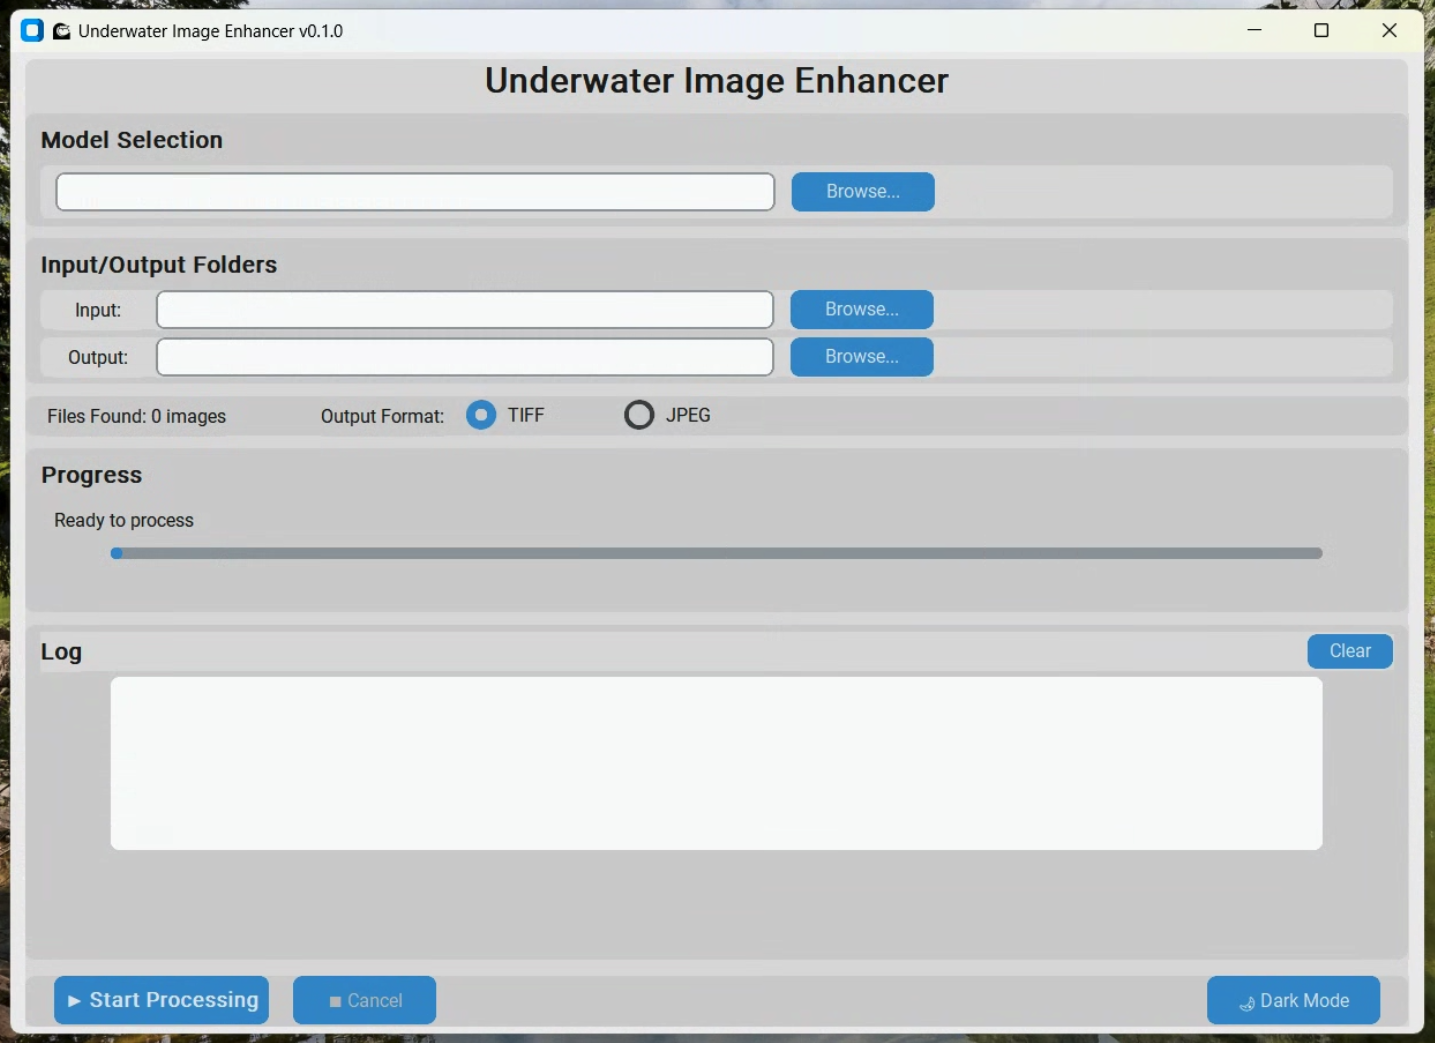 Underwater Image Enhancer v0.1.0
Underwater Image Enhancer
Model Selection
Browse...
Input/Output Folders
Input:
Browse...
Output:
Browse...
Files Found: 0 images
Output Format:
TIFF
JPEG
Progress
Ready to process
Log
Clear
Start Processing
Cancel
Dark Mode